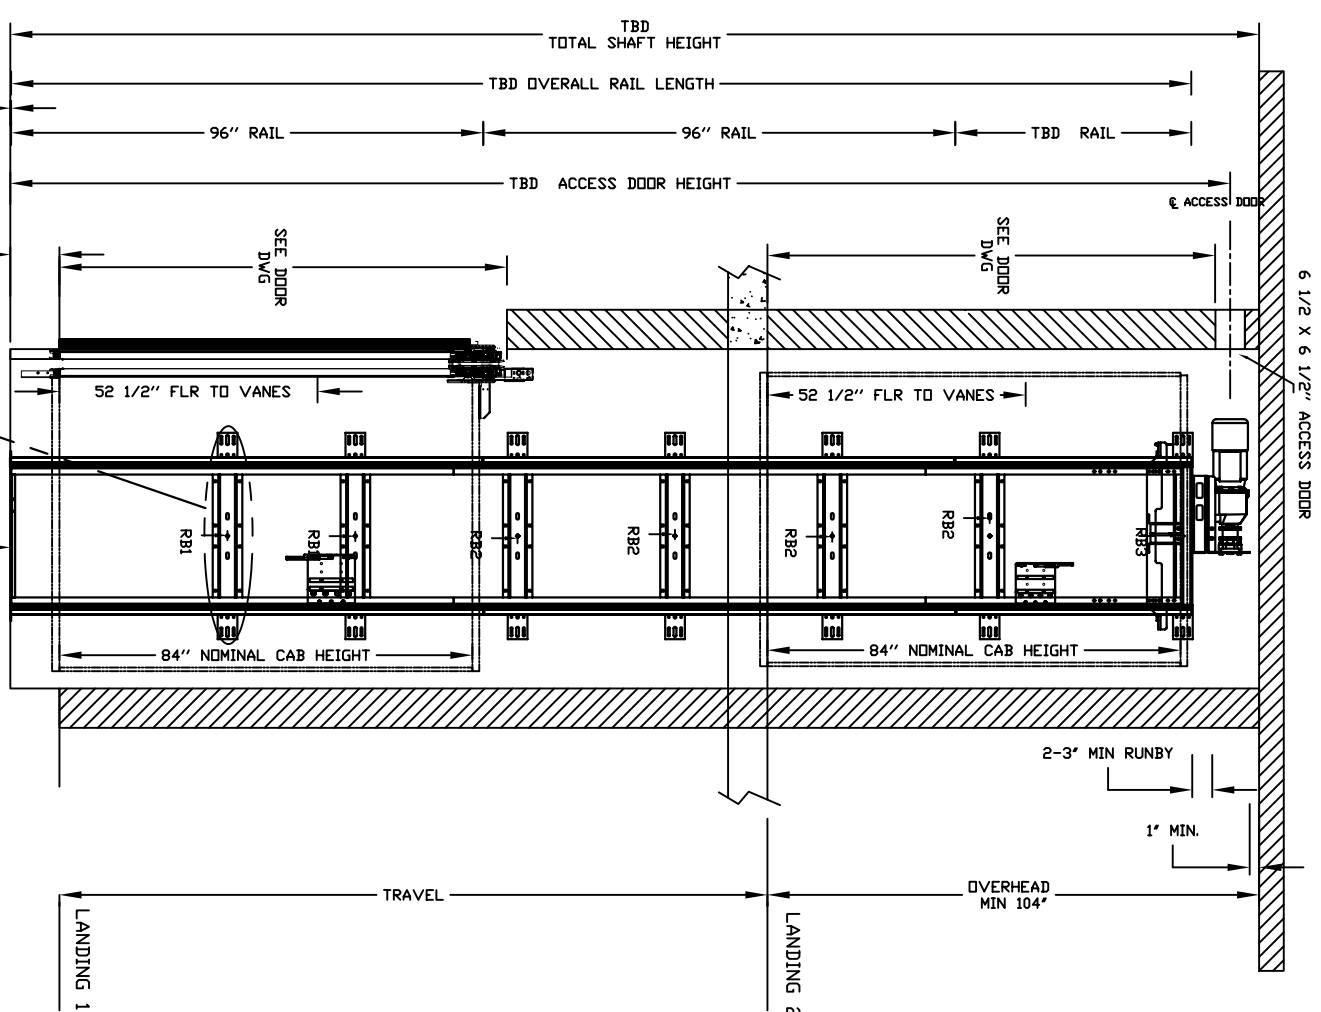 TBD
TOTAL SHAFT HEIGHT
TBD OVERALL RAIL LENGTH
96'' RAIL
96'' RAIL
TBD RAIL
TBD ACCESS DOOR HEIGHT
℄ ACCESS DOOR
SEE DOOR
DWG
SEE DOOR
DWG
6 1/2 X 6 1/2'' ACCESS DOOR
52 1/2'' FLR TO VANES
52 1/2'' FLR TO VANES
RB1
RB1
RB2
RB2
RB2
RB2
RB3
84'' NOMINAL CAB HEIGHT
84'' NOMINAL CAB HEIGHT
2-3" MIN RUNBY
1" MIN.
TRAVEL
OVERHEAD
MIN 104"
LANDING 1
LANDING 2